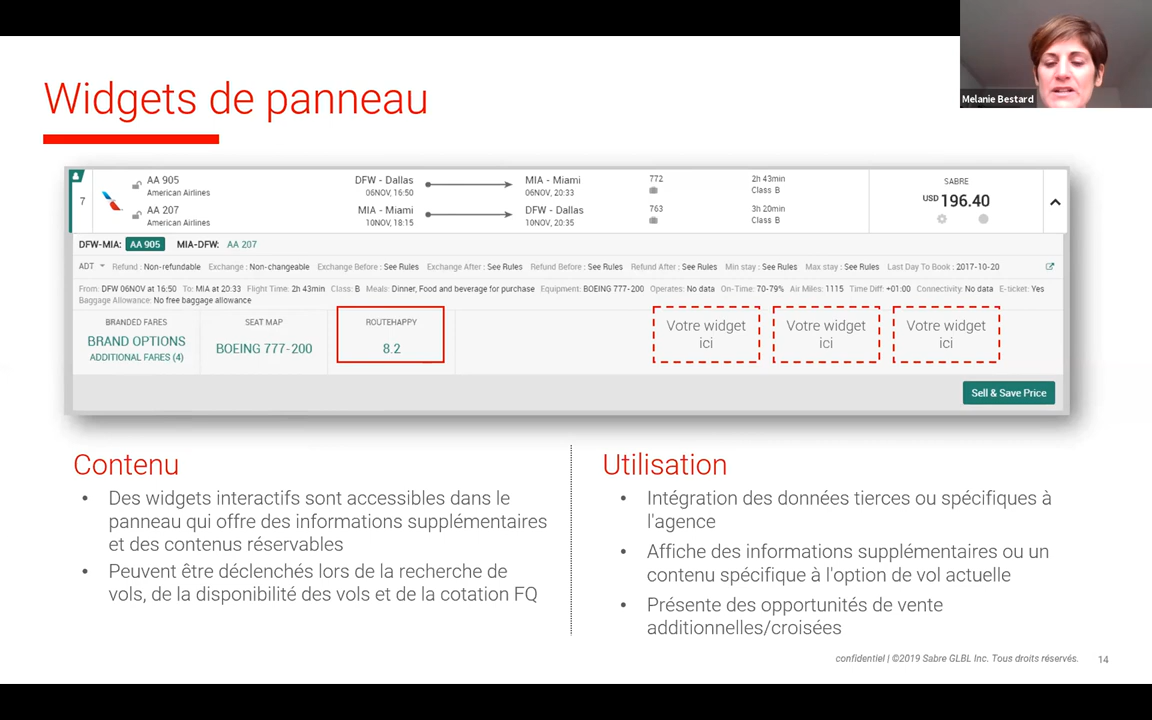 Melanie Bestard
Widgets de panneau
7
AA 905
American Airlines
DFW - Dallas
06NOV, 16:50
MIA - Miami
06NOV, 20:33
772
2h 43min
Class B
AA 207
American Airlines
MIA - Miami
10NOV, 18:15
DFW - Dallas
10NOV, 20:35
763
3h 20min
Class B
SABRE
USD 196.40
DFW-MIA: AA 905 MIA-DFW: AA 207
ADT Refund : Non-refundable Exchange : Non-changeable Exchange Before : See Rules Exchange After : See Rules Refund Before : See Rules Refund After : See Rules Min stay : See Rules Max stay : See Rules Last Day To Book : 2017-10-20
From: DFW 06NOV at 16:50 To: MIA at 20:33 Flight Time: 2h 43min Class: B Meals: Dinner, Food and beverage for purchase Equipment: BOEING 777-200 Operates: No data On-Time: 70-79% Air Miles: 1115 Time Diff: +01:00 Connectivity: No data E-ticket: Yes
Baggage Allowance: No free baggage allowance
BRANDED FARES
BRAND OPTIONS
ADDITIONAL FARES (4)
SEAT MAP
BOEING 777-200
ROUTEHAPPY
8.2
Votre widget
ici
Votre widget
ici
Votre widget
ici
Sell & Save Price
Contenu
• Des widgets interactifs sont accessibles dans le
panneau qui offre des informations supplémentaires
et des contenus réservables
• Peuvent être déclenchés lors de la recherche de
vols, de la disponibilité des vols et de la cotation FQ
Utilisation
• Intégration des données tierces ou spécifiques à
l'agence
• Affiche des informations supplémentaires ou un
contenu spécifique à l'option de vol actuelle
• Présente des opportunités de vente
additionnelles/croisées
confidentiel | ©2019 Sabre GLBL Inc. Tous droits réservés. 14